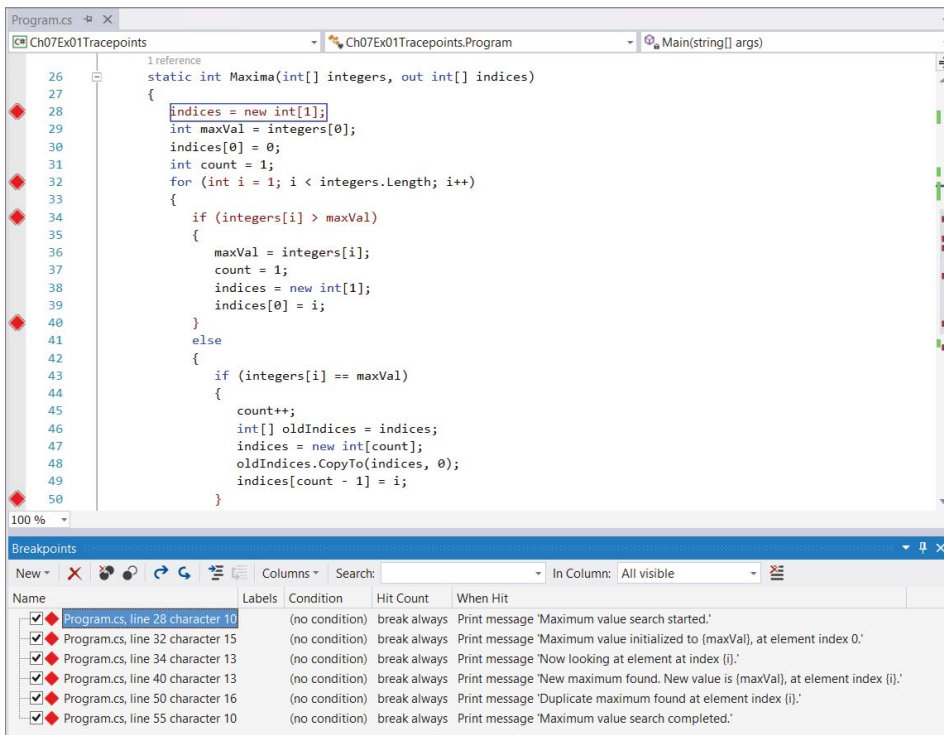 Program.cs
C# Ch07Ex01Tracepoints Ch07Ex01Tracepoints.Program Main(string[] args)
1 reference
26 static int Maxima(int[] integers, out int[] indices)
27 {
28 indices = new int[1];
29 int maxVal = integers[0];
30 indices[0] = 0;
31 int count = 1;
32 for (int i = 1; i < integers.Length; i++)
33 {
34 if (integers[i] > maxVal)
35 {
36 maxVal = integers[i];
37 count = 1;
38 indices = new int[1];
39 indices[0] = i;
40 }
41 else
42 {
43 if (integers[i] == maxVal)
44 {
45 count++;
46 int[] oldIndices = indices;
47 indices = new int[count];
48 oldIndices.CopyTo(indices, 0);
49 indices[count - 1] = i;
50 }
100 %
Breakpoints
New Columns Search: In Column: All visible
Name Labels Condition Hit Count When Hit
Program.cs, line 28 character 10 (no condition) break always Print message 'Maximum value search started.'
Program.cs, line 32 character 15 (no condition) break always Print message 'Maximum value initialized to {maxVal}, at element index 0.'
Program.cs, line 34 character 13 (no condition) break always Print message 'Now looking at element at index {i}.'
Program.cs, line 40 character 13 (no condition) break always Print message 'New maximum found. New value is {maxVal}, at element index {i}.'
Program.cs, line 50 character 16 (no condition) break always Print message 'Duplicate maximum found at element index {i}.'
Program.cs, line 55 character 10 (no condition) break always Print message 'Maximum value search completed.'